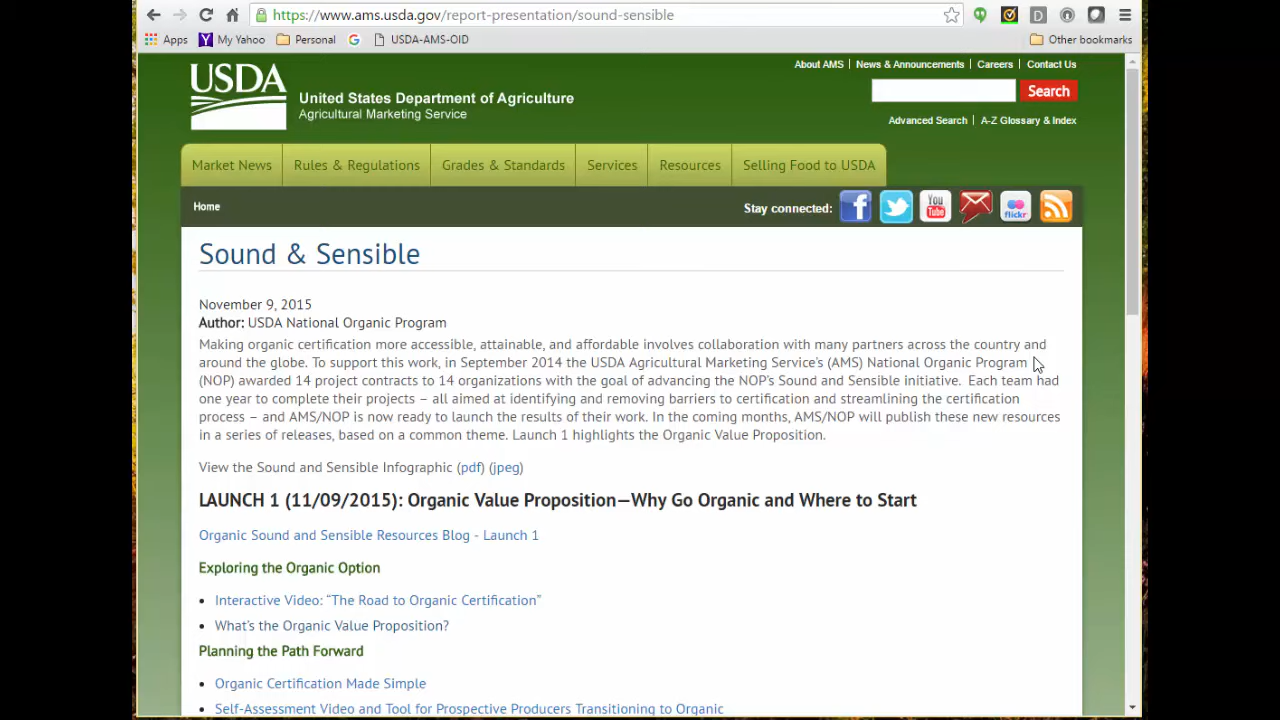 https://www.ams.usda.gov/report-presentation/sound-sensible
Apps My Yahoo Personal G USDA-AMS-OID Other bookmarks
About AMS | News & Announcements | Careers | Contact Us
USDA
United States Department of Agriculture
Agricultural Marketing Service
Search
Advanced Search | A-Z Glossary & Index
Market News Rules & Regulations Grades & Standards Services Resources Selling Food to USDA
Home
Stay connected: f You Tube flickr
Sound & Sensible
November 9, 2015
Author: USDA National Organic Program
Making organic certification more accessible, attainable, and affordable involves collaboration with many partners across the country and
around the globe. To support this work, in September 2014 the USDA Agricultural Marketing Service's (AMS) National Organic Program
(NOP) awarded 14 project contracts to 14 organizations with the goal of advancing the NOP's Sound and Sensible initiative. Each team had
one year to complete their projects – all aimed at identifying and removing barriers to certification and streamlining the certification
process – and AMS/NOP is now ready to launch the results of their work. In the coming months, AMS/NOP will publish these new resources
in a series of releases, based on a common theme. Launch 1 highlights the Organic Value Proposition.
View the Sound and Sensible Infographic (pdf) (jpeg)
LAUNCH 1 (11/09/2015): Organic Value Proposition—Why Go Organic and Where to Start
Organic Sound and Sensible Resources Blog - Launch 1
Exploring the Organic Option
• Interactive Video: “The Road to Organic Certification”
• What's the Organic Value Proposition?
Planning the Path Forward
• Organic Certification Made Simple
• Self-Assessment Video and Tool for Prospective Producers Transitioning to Organic